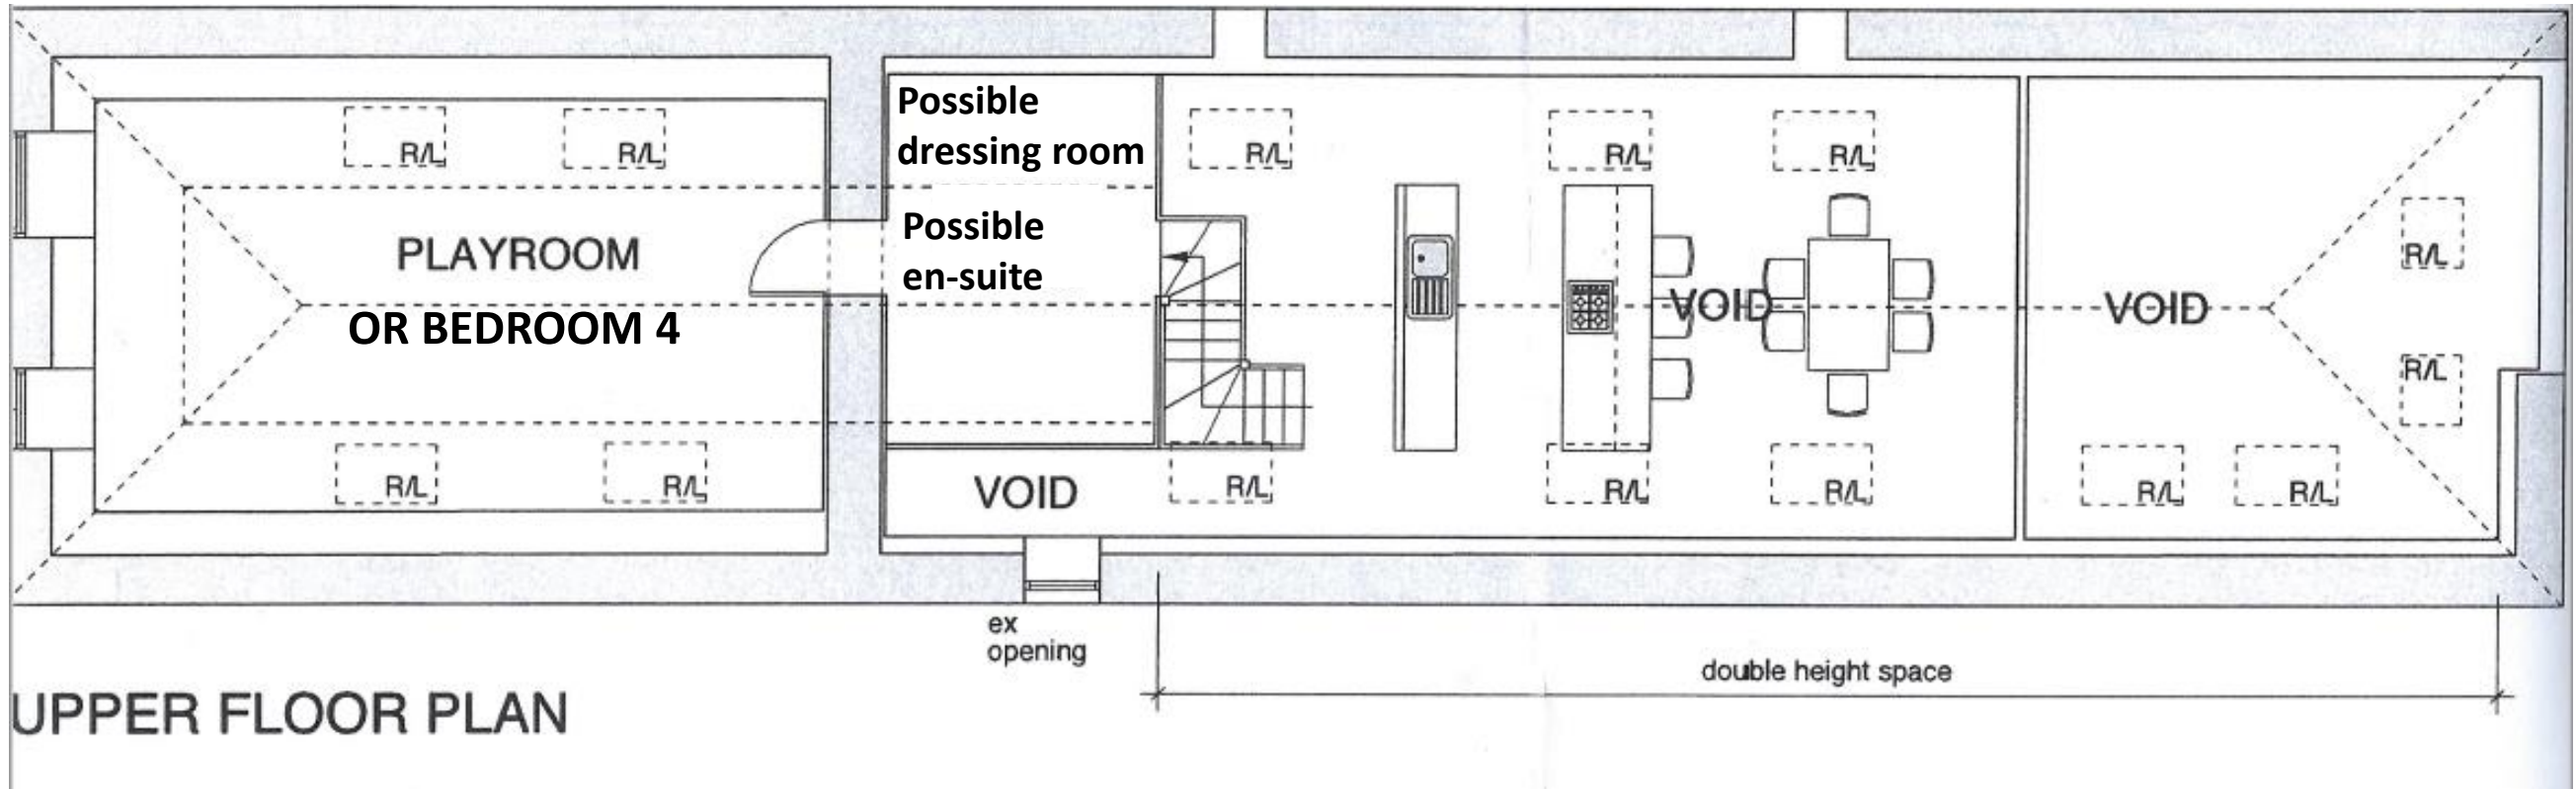 Possible
dressing room
R/L
R/L
R/L
R/L
R/L
Possible
en-suite
PLAYROOM
OR BEDROOM 4
VOID
VOID
R/L
R/L
R/L
R/L
VOID
R/L
R/L
R/L
R/L
R/L
ex
opening
double height space
UPPER FLOOR PLAN